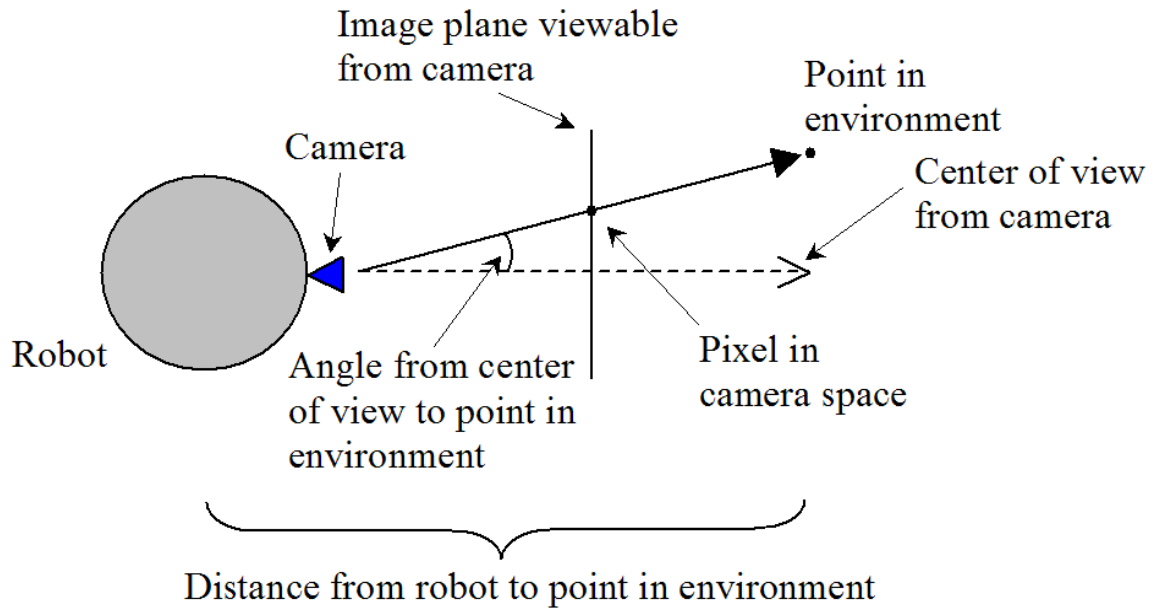 Image plane viewable
from camera
Point in
environment
Camera
Center of view
from camera
Robot
Angle from center
of view to point in
environment
Pixel in
camera space
Distance from robot to point in environment